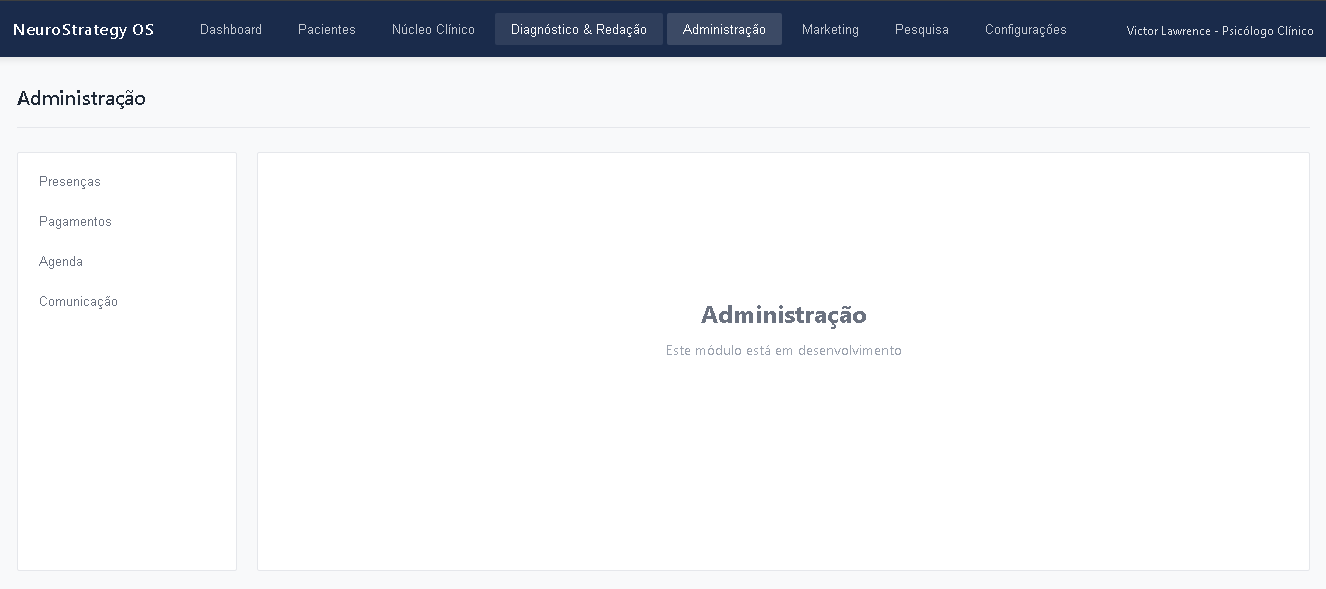 NeuroStrategy OS Dashboard Pacientes Núcleo Clínico Diagnóstico & Redação Administração Marketing Pesquisa Configurações Victor Lawrence - Psicólogo Clínico
Administração
Presenças
Pagamentos
Agenda
Comunicação
Administração
Este módulo está em desenvolvimento